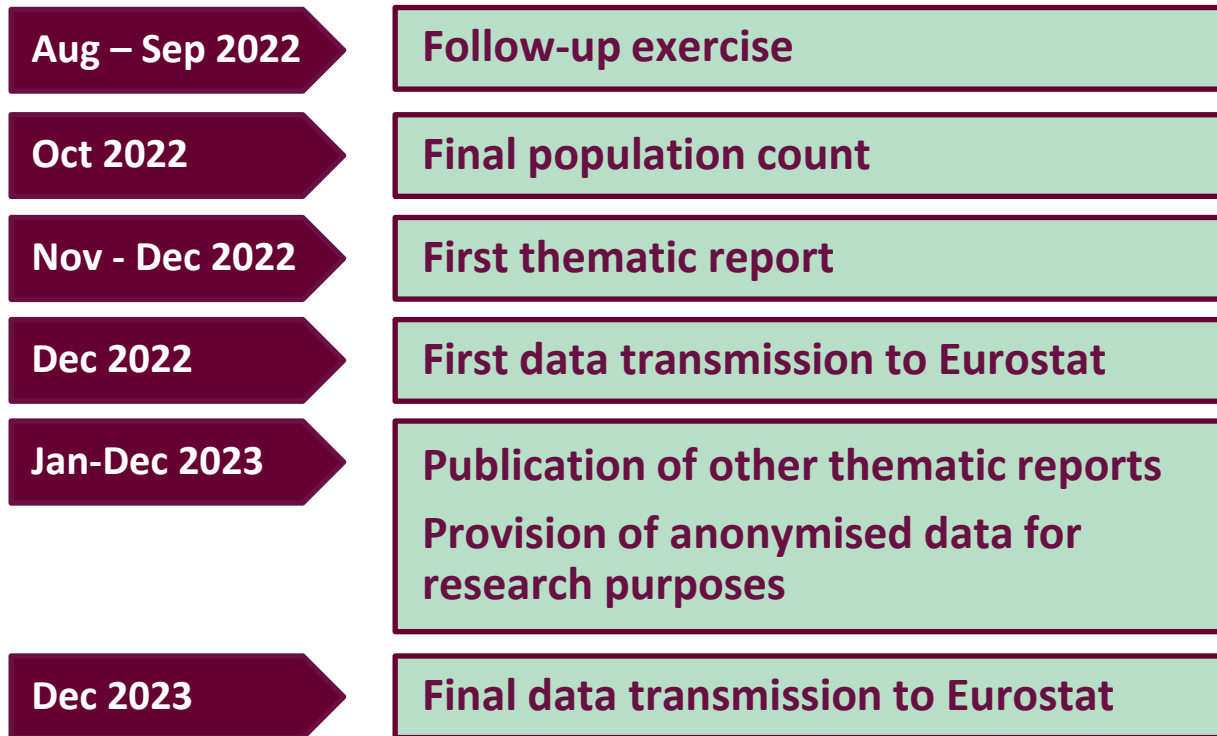 Aug – Sep 2022
Follow-up exercise
Oct 2022
Final population count
Nov - Dec 2022
First thematic report
Dec 2022
First data transmission to Eurostat
Jan-Dec 2023
Publication of other thematic reports
Provision of anonymised data for
research purposes
Dec 2023
Final data transmission to Eurostat